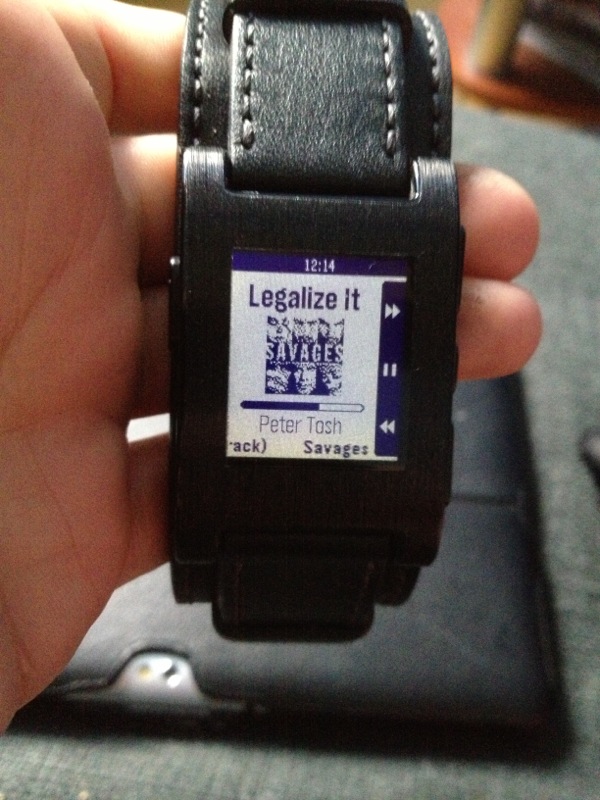 12:14
Legalize it
SAVAGES
Peter Tosh
rack) Savages